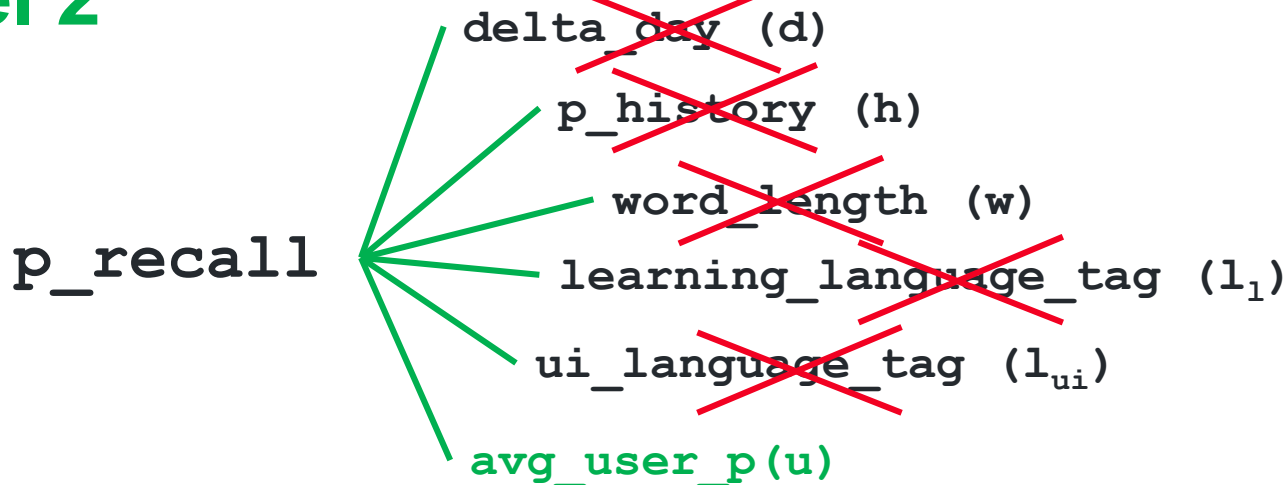 el 2
delta_day (d)
p_history (h)
word_length (w)
p_recall
learning_language_tag (l_l)
ui_language_tag (l_ui)
avg_user_p(u)